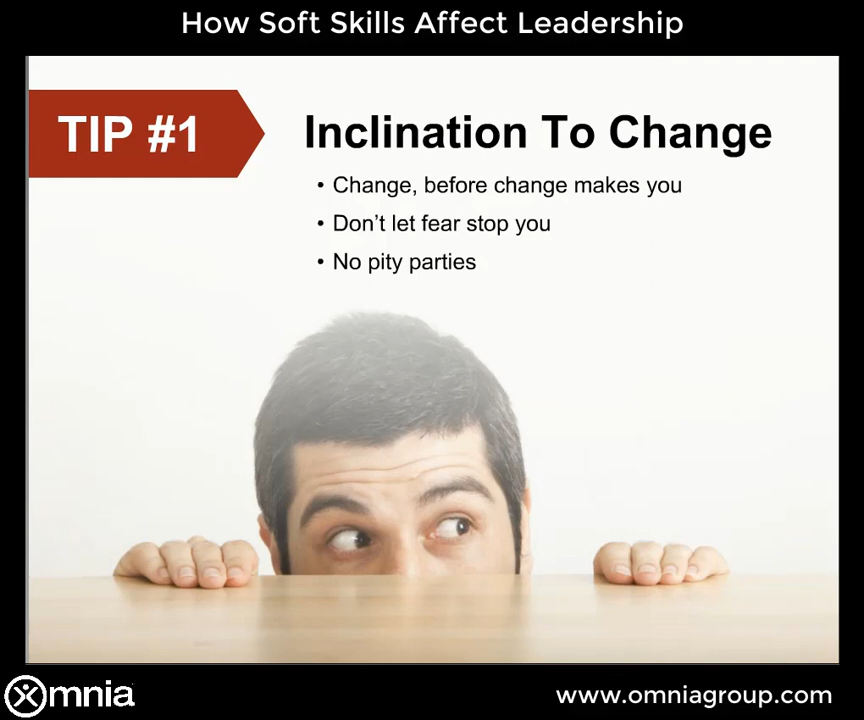 How Soft Skills Affect Leadership
TIP #1
Inclination To Change
• Change, before change makes you
• Don't let fear stop you
• No pity parties
Omnia
www.omniagroup.com